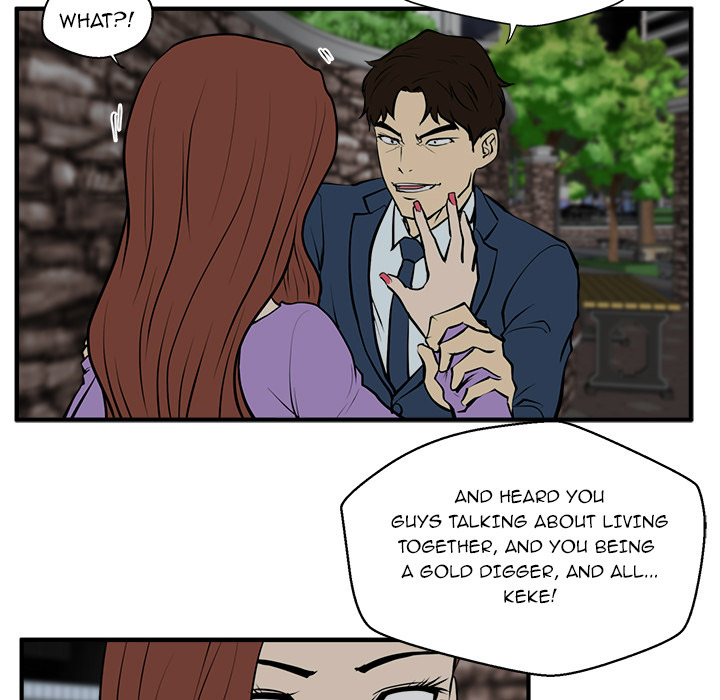 WHAT?!
AND HEARD YOU
GUYS TALKING ABOUT LIVING
TOGETHER, AND YOU BEING
A GOLD DIGGER, AND ALL...
KEKE!